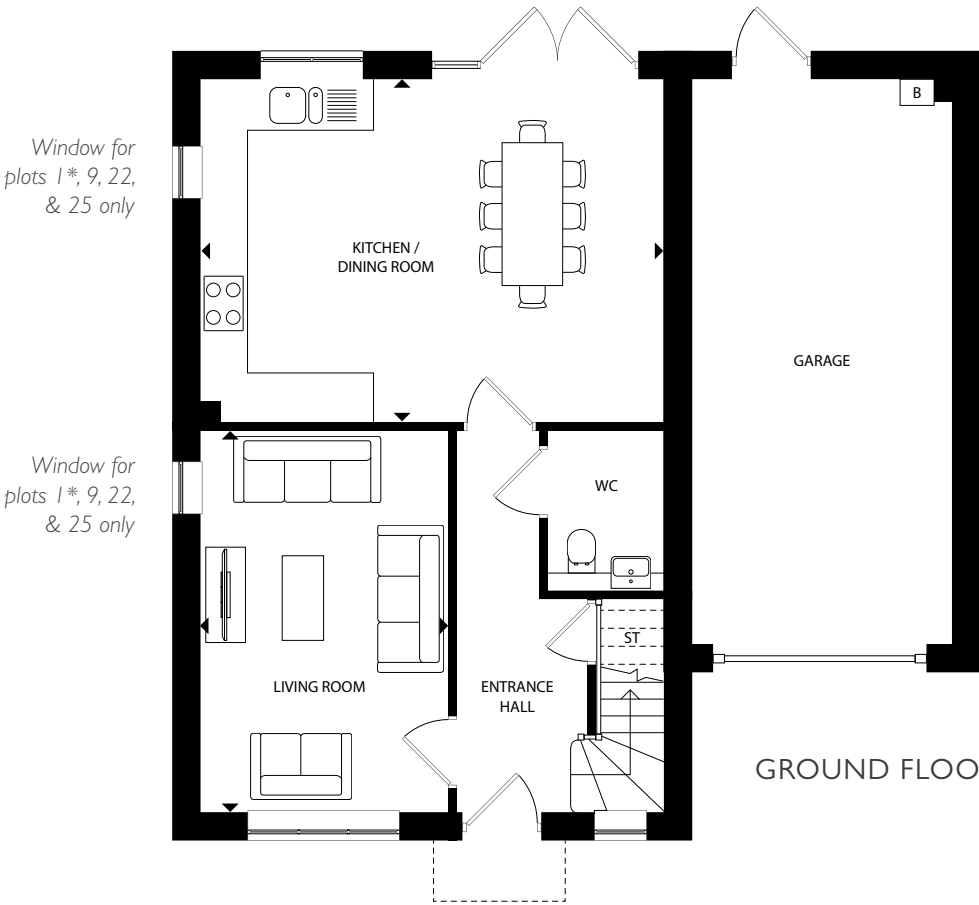 B
Window for
plots 1*, 9, 22,
& 25 only
KITCHEN /
DINING ROOM
GARAGE
Window for
plots 1*, 9, 22,
& 25 only
WC
ST
LIVING ROOM
ENTRANCE
HALL
GROUND FLOO